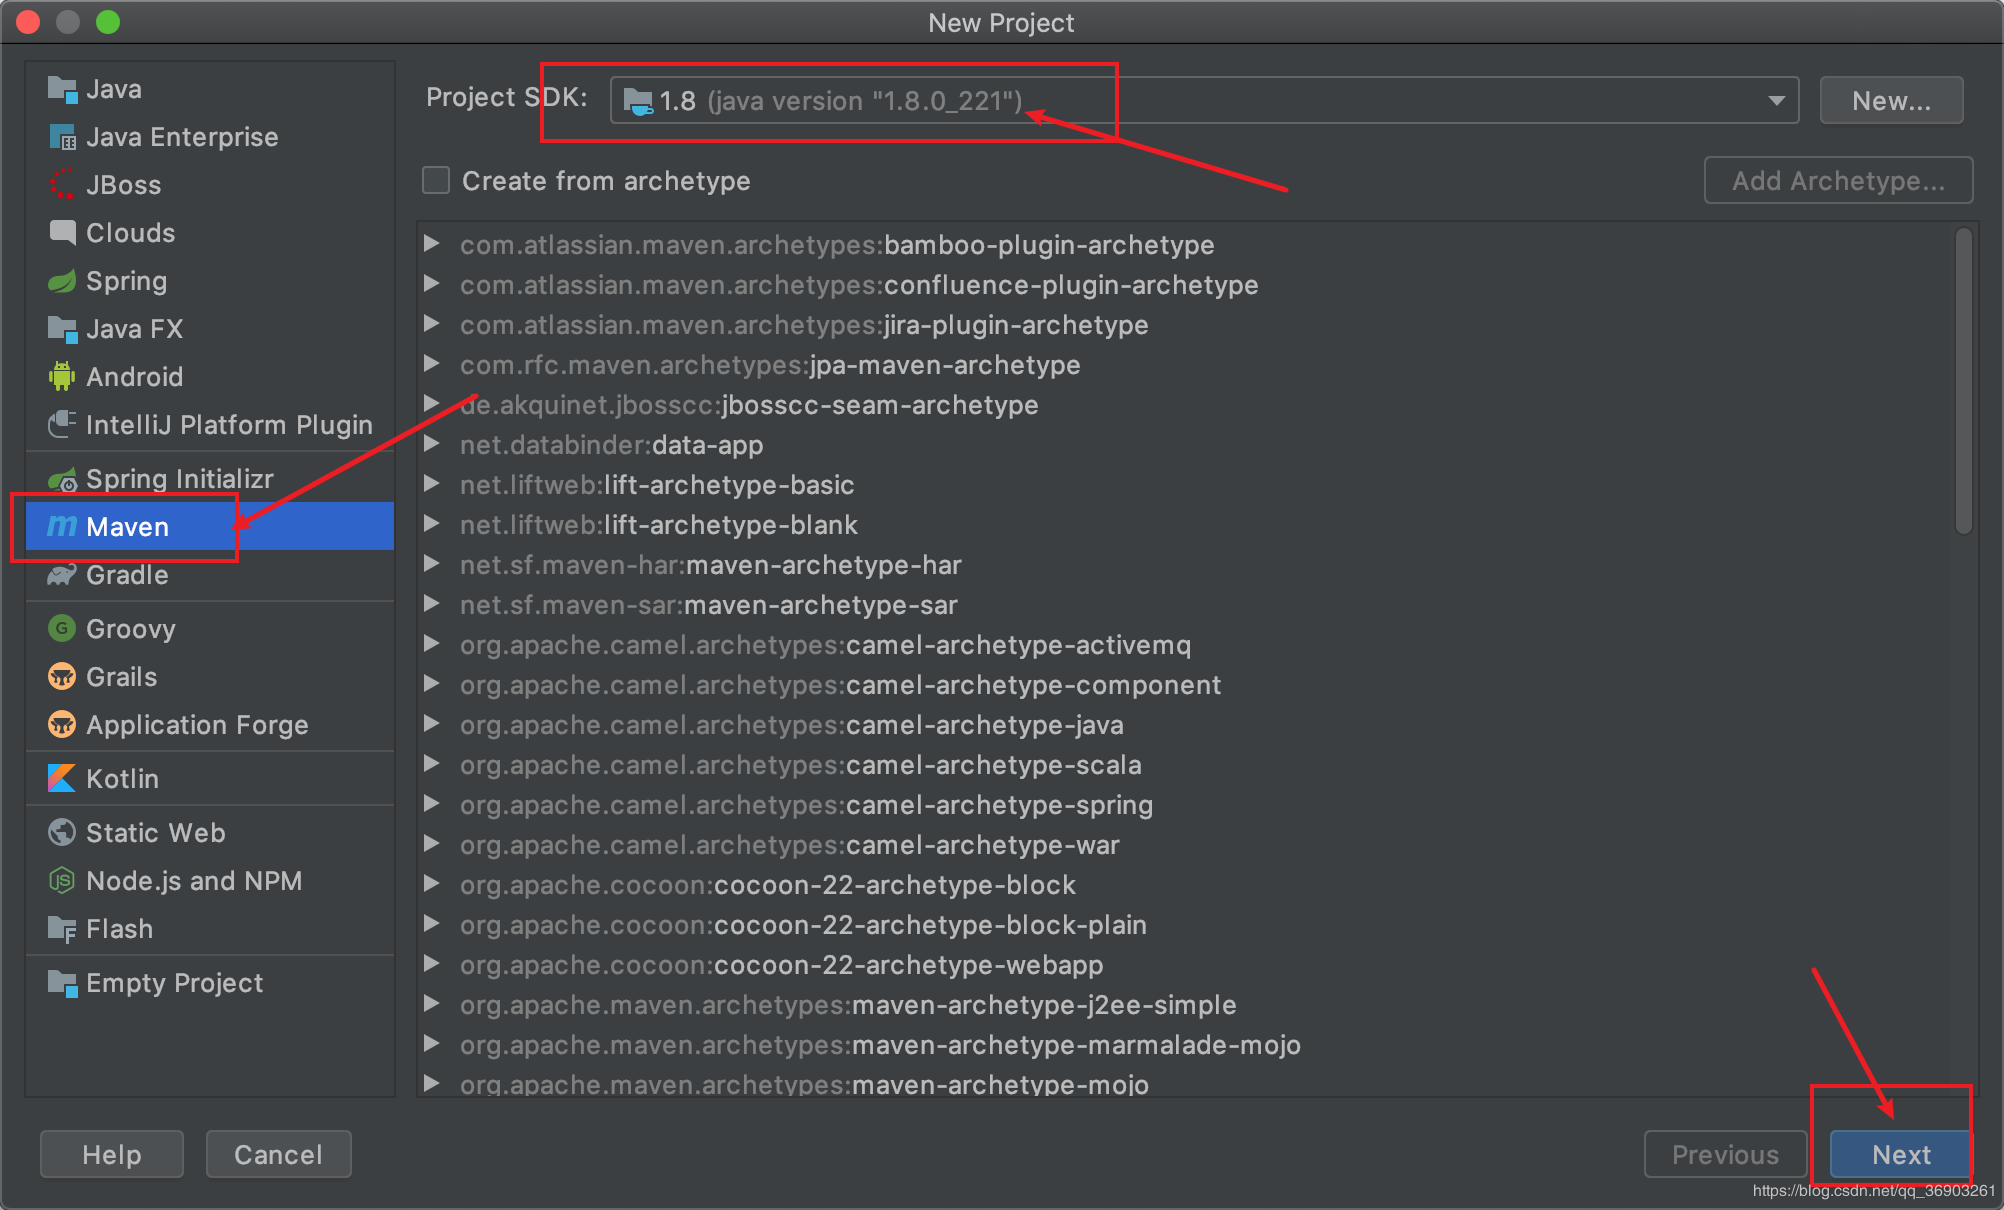 New Project
Java
Java Enterprise
JBoss
Clouds
Spring
Java FX
Android
IntelliJ Platform Plugin
Spring Initializr
Maven
Gradle
Groovy
Grails
Application Forge
Kotlin
Static Web
Node.js and NPM
Flash
Empty Project
Project SDK: 1.8 (java version "1.8.0_221") New...
Create from archetype Add Archetype...
com.atlassian.maven.archetypes:bamboo-plugin-archetype
com.atlassian.maven.archetypes:confluence-plugin-archetype
com.atlassian.maven.archetypes:jira-plugin-archetype
com.rfc.maven.archetypes:jpa-maven-archetype
de.akquinet.jbosscc:jbosscc-seam-archetype
net.databinder:data-app
net.liftweb:lift-archetype-basic
net.liftweb:lift-archetype-blank
net.sf.maven-har:maven-archetype-har
net.sf.maven-sar:maven-archetype-sar
org.apache.camel.archetypes:camel-archetype-activemq
org.apache.camel.archetypes:camel-archetype-component
org.apache.camel.archetypes:camel-archetype-java
org.apache.camel.archetypes:camel-archetype-scala
org.apache.camel.archetypes:camel-archetype-spring
org.apache.camel.archetypes:camel-archetype-war
org.apache.cocoon:cocoon-22-archetype-block
org.apache.cocoon:cocoon-22-archetype-block-plain
org.apache.cocoon:cocoon-22-archetype-webapp
org.apache.maven.archetypes:maven-archetype-j2ee-simple
org.apache.maven.archetypes:maven-archetype-marmalade-mojo
org.apache.maven.archetypes:maven-archetype-mojo
Help Cancel Previous Next
https://blog.csdn.net/qq_36903261